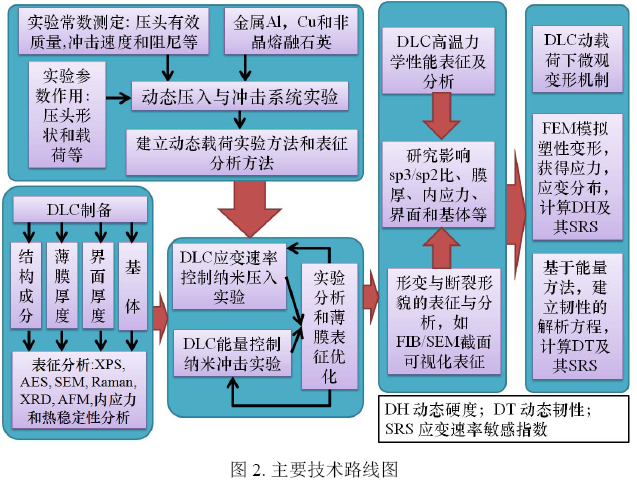 实验常数测定: 压头有效
质量,冲击速度和阻尼等
金属Al，Cu和非
晶熔融石英
实验参
数作用:
压头形
状和载
荷等
动态压入与冲击系统实验
建立动态载荷实验方法和表征
分析方法
DLC制备
结构成分
薄膜厚度
界面厚度
基体
表征分析:XPS,
AES, SEM, Raman,
XRD, AFM,内应力
和热稳定性分析
DLC应变速率
控制纳米压入
实验
DLC能量控制
纳米冲击实验
实验
分析
和薄
膜表
征优
化
DLC高温力
学性能表征及
分析
研究影响
sp3/sp2比、膜
厚、内应力、
界面和基体等
形变与断裂形
貌的表征与分
析，如
FIB/SEM截面
可视化表征
DLC动载
荷下微观
变形机制
FEM模拟
塑性变形，
获得应力，
应变分布，
计算DH及
其SRS
基于能量
方法，建
立韧性的
解析方程，
计算DT及
其SRS
DH 动态硬度；DT 动态韧性；
SRS 应变速率敏感指数
图 2. 主要技术路线图